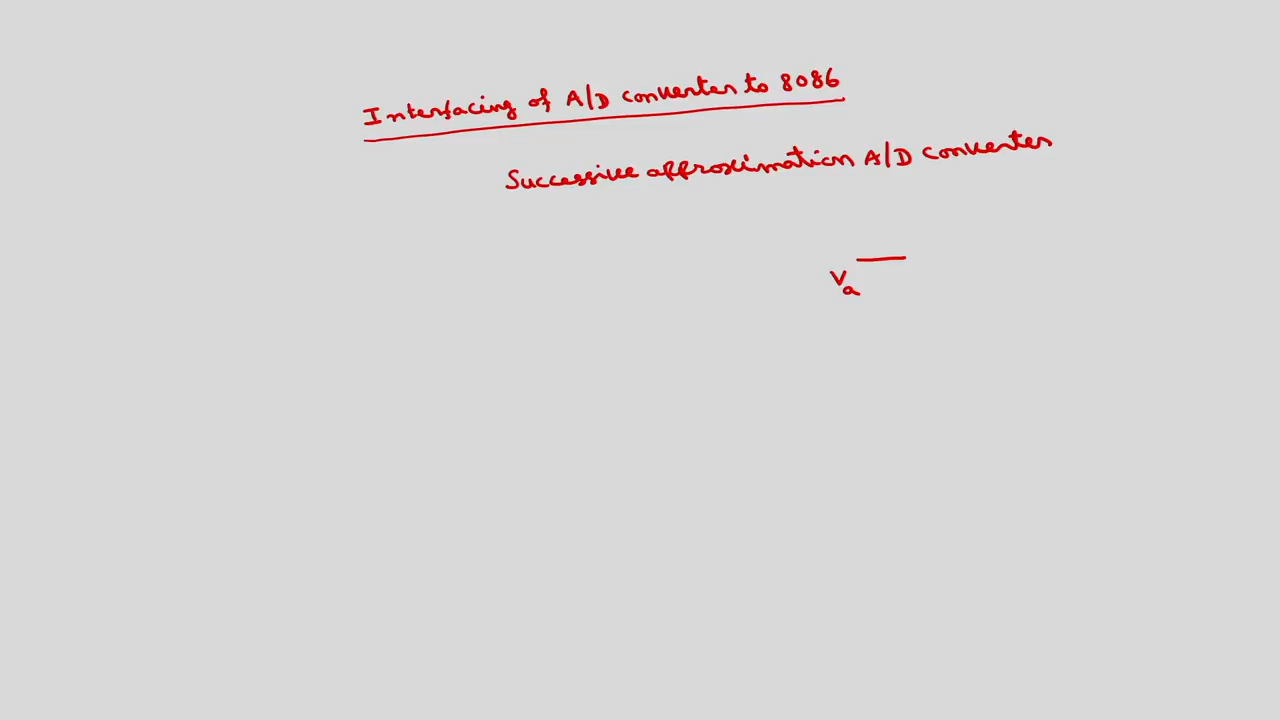 Interfacing of A/D converter to 8086
Successive approximation A/D converter
Va